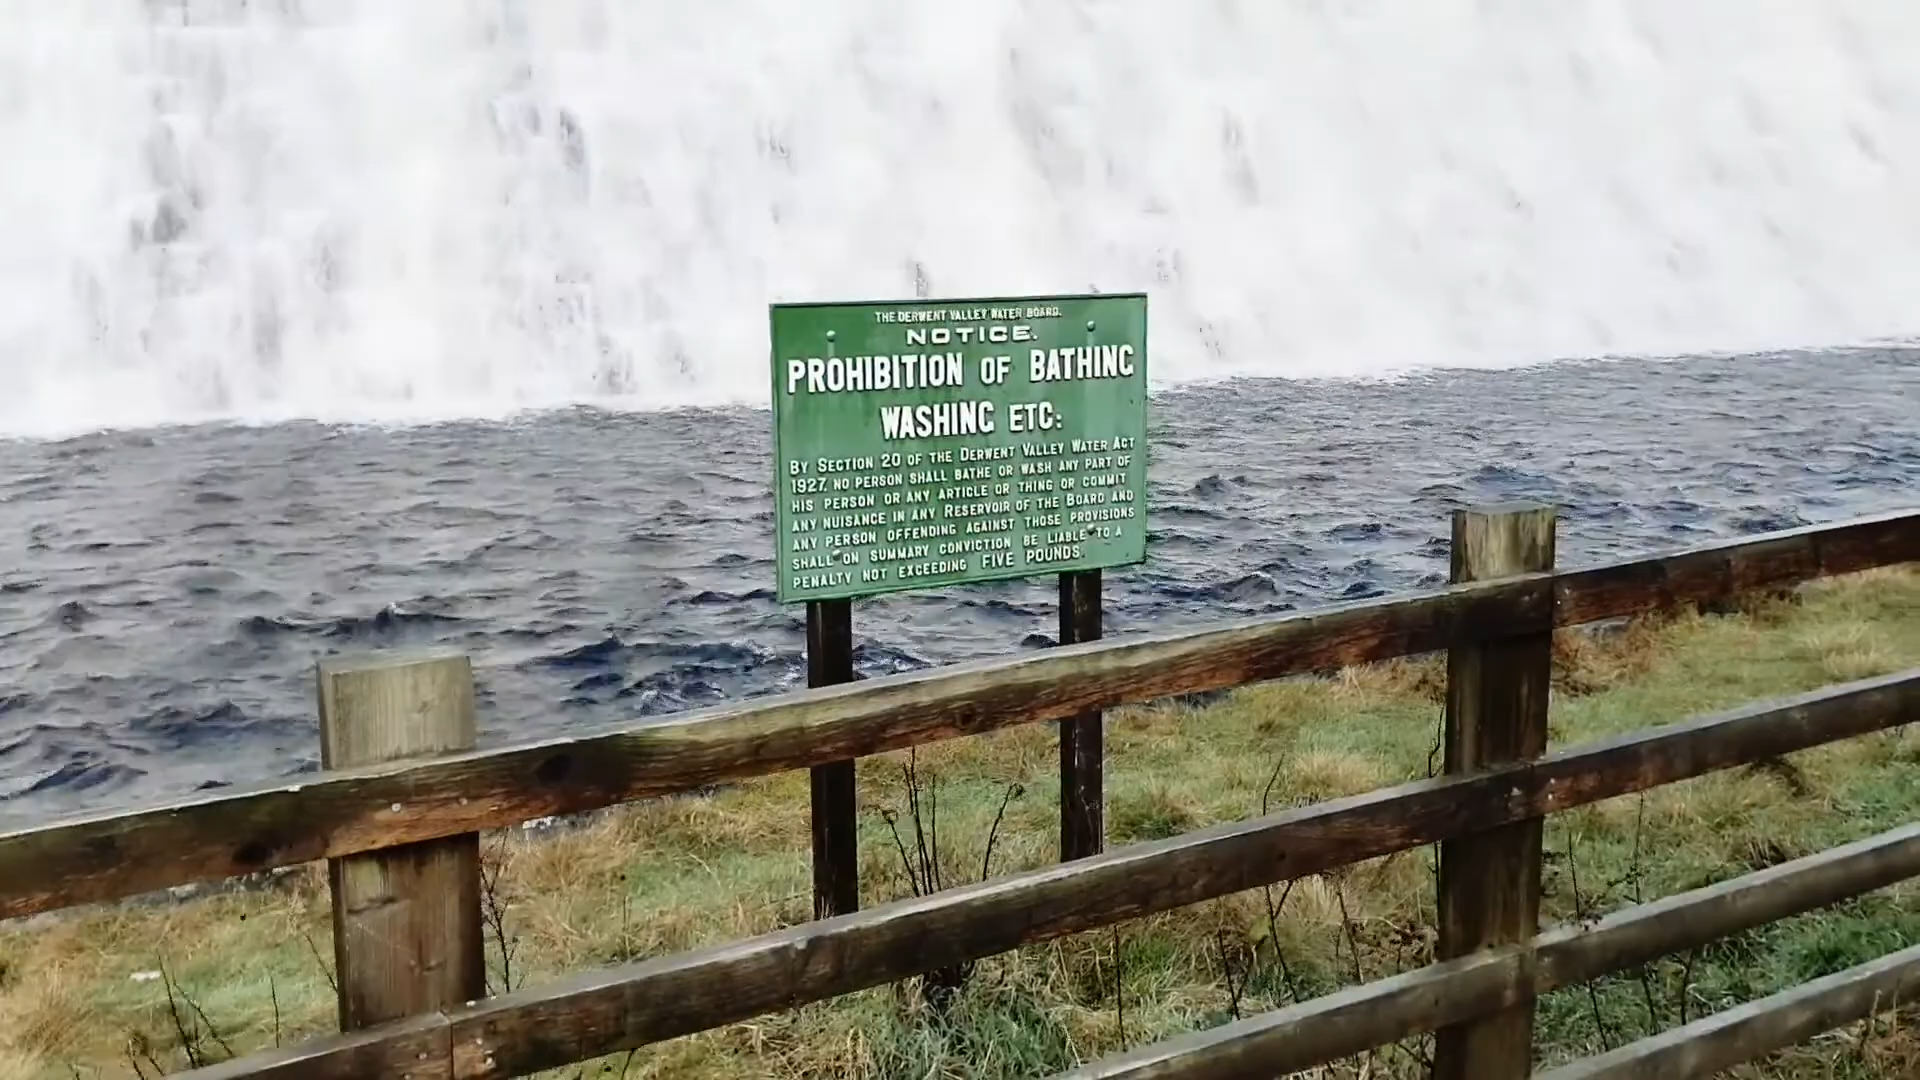 THE DERWENT VALLEY WATER BOARD.
NOTICE.
PROHIBITION OF BATHING
WASHING ETC:
BY SECTION 20 OF THE DERWENT VALLEY WATER ACT
1927, NO PERSON SHALL BATHE OR WASH ANY PART OF
HIS PERSON OR ANY ARTICLE OR THING OR COMMIT
ANY NUISANCE IN ANY RESERVOIR OF THE BOARD AND
ANY PERSON OFFENDING AGAINST THOSE PROVISIONS
SHALL ON SUMMARY CONVICTION BE LIABLE TO A
PENALTY NOT EXCEEDING FIVE POUNDS.